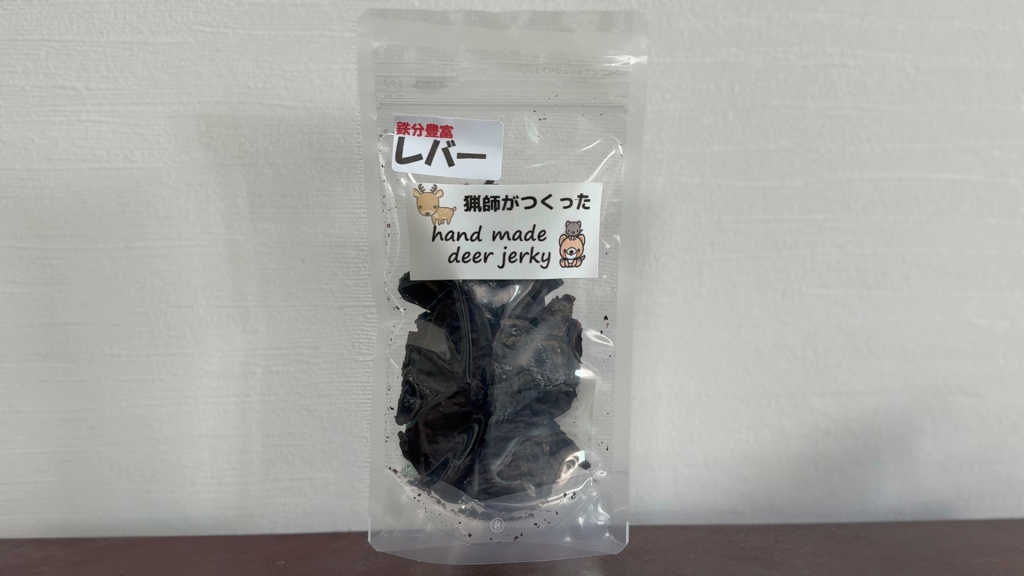 鉄分豊富
レバー
猟師がつくった
hand made
deer jerky